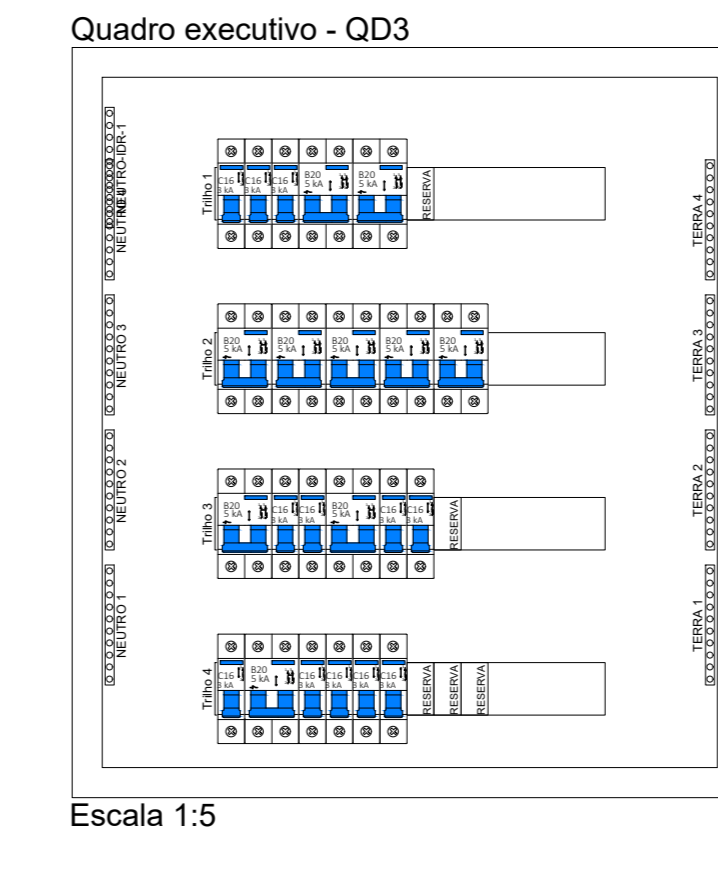 Quadro executivo - QD3
NEUTRO-IDR-1
NEUTRO 3
NEUTRO 2
NEUTRO 1
Trilho 1
C16
3 kA
C16
3 kA
C16
3 kA
B20
5 kA
B20
5 kA
RESERVA
Trilho 2
B20
5 kA
B20
5 kA
B20
5 kA
B20
5 kA
B20
5 kA
Trilho 3
B20
5 kA
C16
3 kA
C16
3 kA
B20
5 kA
C16
3 kA
C16
3 kA
RESERVA
Trilho 4
C16
3 kA
B20
5 kA
C16
3 kA
C16
3 kA
C16
3 kA
C16
3 kA
RESERVA
RESERVA
RESERVA
TERRA 4
TERRA 3
TERRA 2
TERRA 1
Escala 1:5